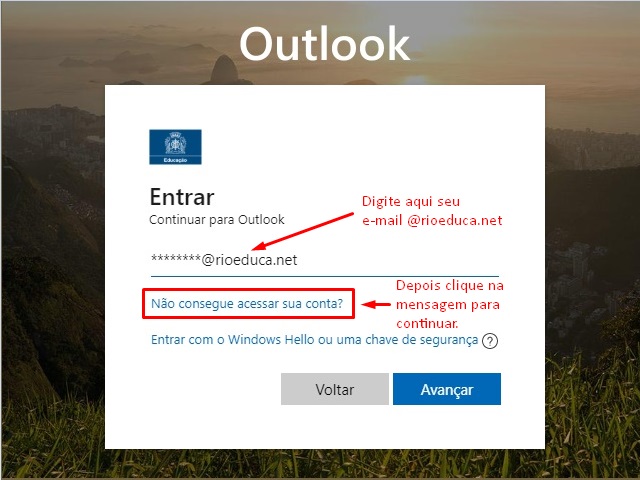 Outlook
Educação
Entrar
Continuar para Outlook
Digite aqui seu
e-mail @rioeduca.net
********@rioeduca.net
Não consegue acessar sua conta?
Depois clique na
mensagem para
continuar.
Entrar com o Windows Hello ou uma chave de segurança ?
Voltar
Avançar